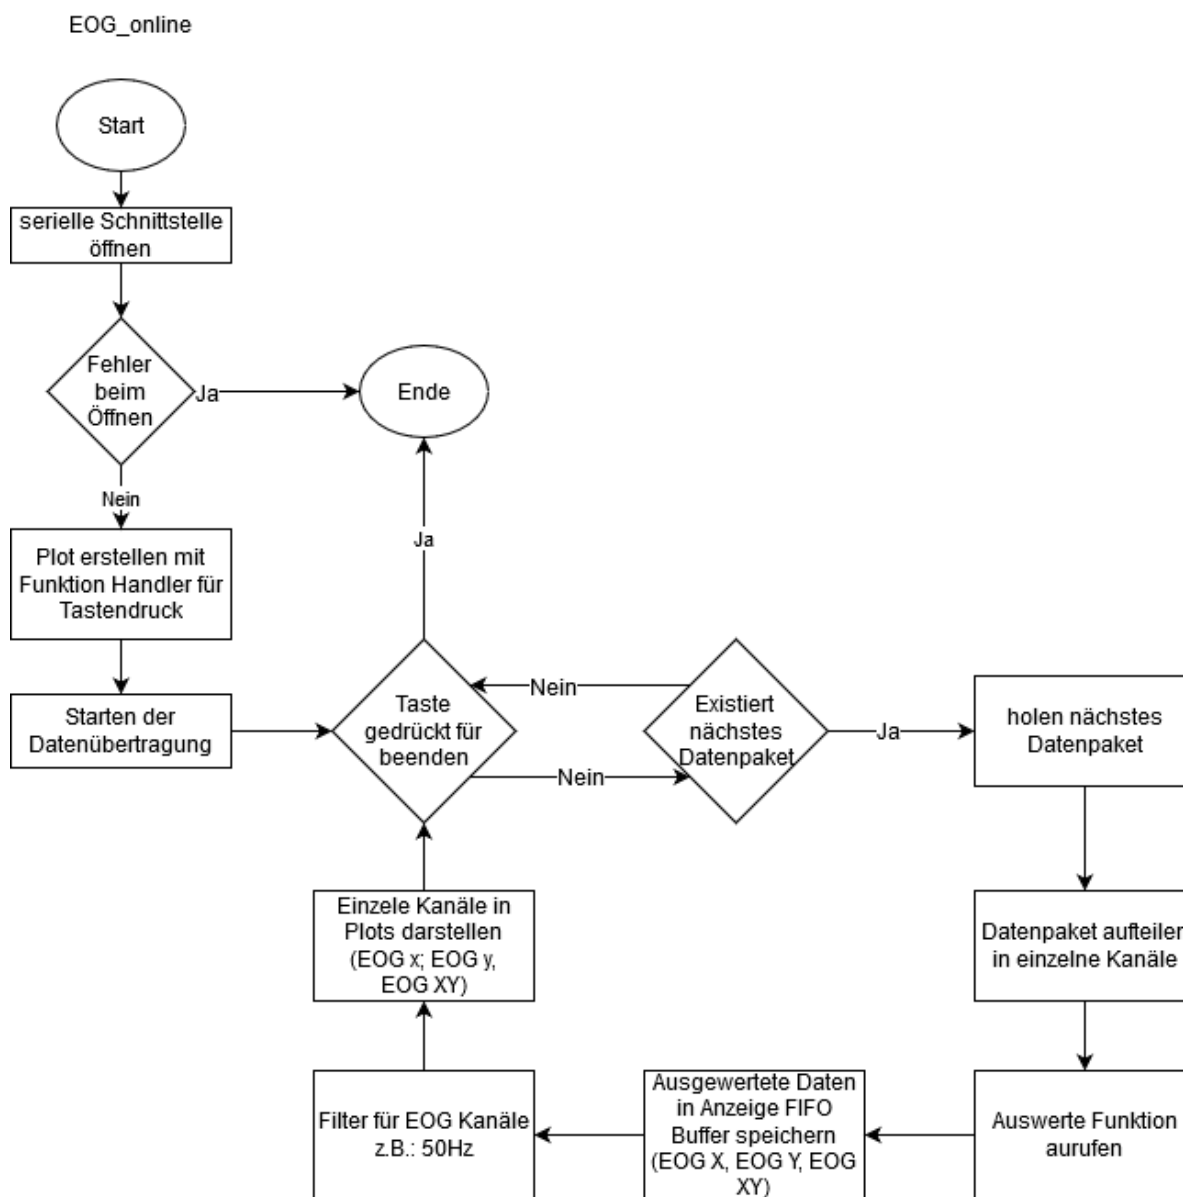 EOG_online
Start
serielle Schnittstelle
öffnen
Fehler
beim
Öffnen
Ja
Ende
Nein
Plot erstellen mit
Funktion Handler für
Tastendruck
Ja
Starten der
Datenübertragung
Taste
gedrückt für
beenden
Nein
Nein
Existiert
nächstes
Datenpaket
Ja
holen nächstes
Datenpaket
Datenpaket aufteilen
in einzelne Kanäle
Auswerte Funktion
aurufen
Ausgewertete Daten
in Anzeige FIFO
Buffer speichern
(EOG X, EOG Y, EOG
XY)
Filter für EOG Kanäle
z.B.: 50Hz
Einzele Kanäle in
Plots darstellen
(EOG x; EOG y,
EOG XY)